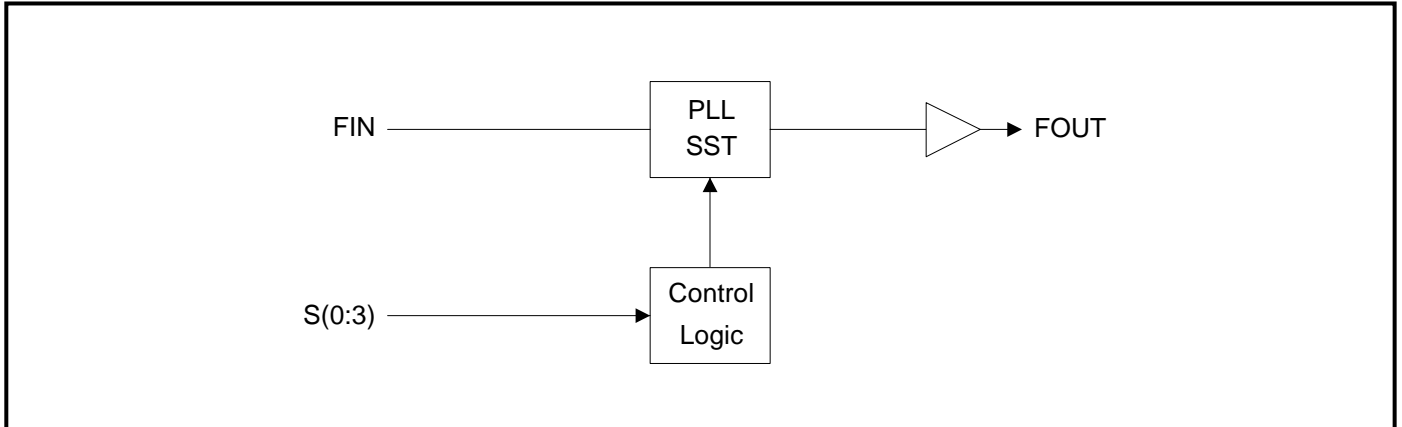 FIN
PLL
SST
FOUT
S(0:3)
Control
Logic